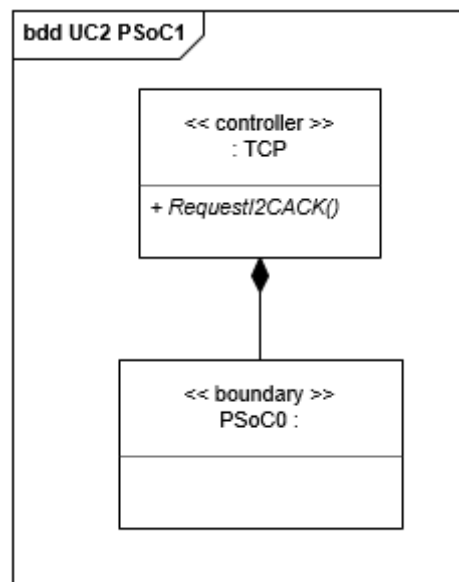 bdd UC2 PSoC1
<< controller >>
: TCP
+ RequestI2CACK()
<< boundary >>
PSoC0 :